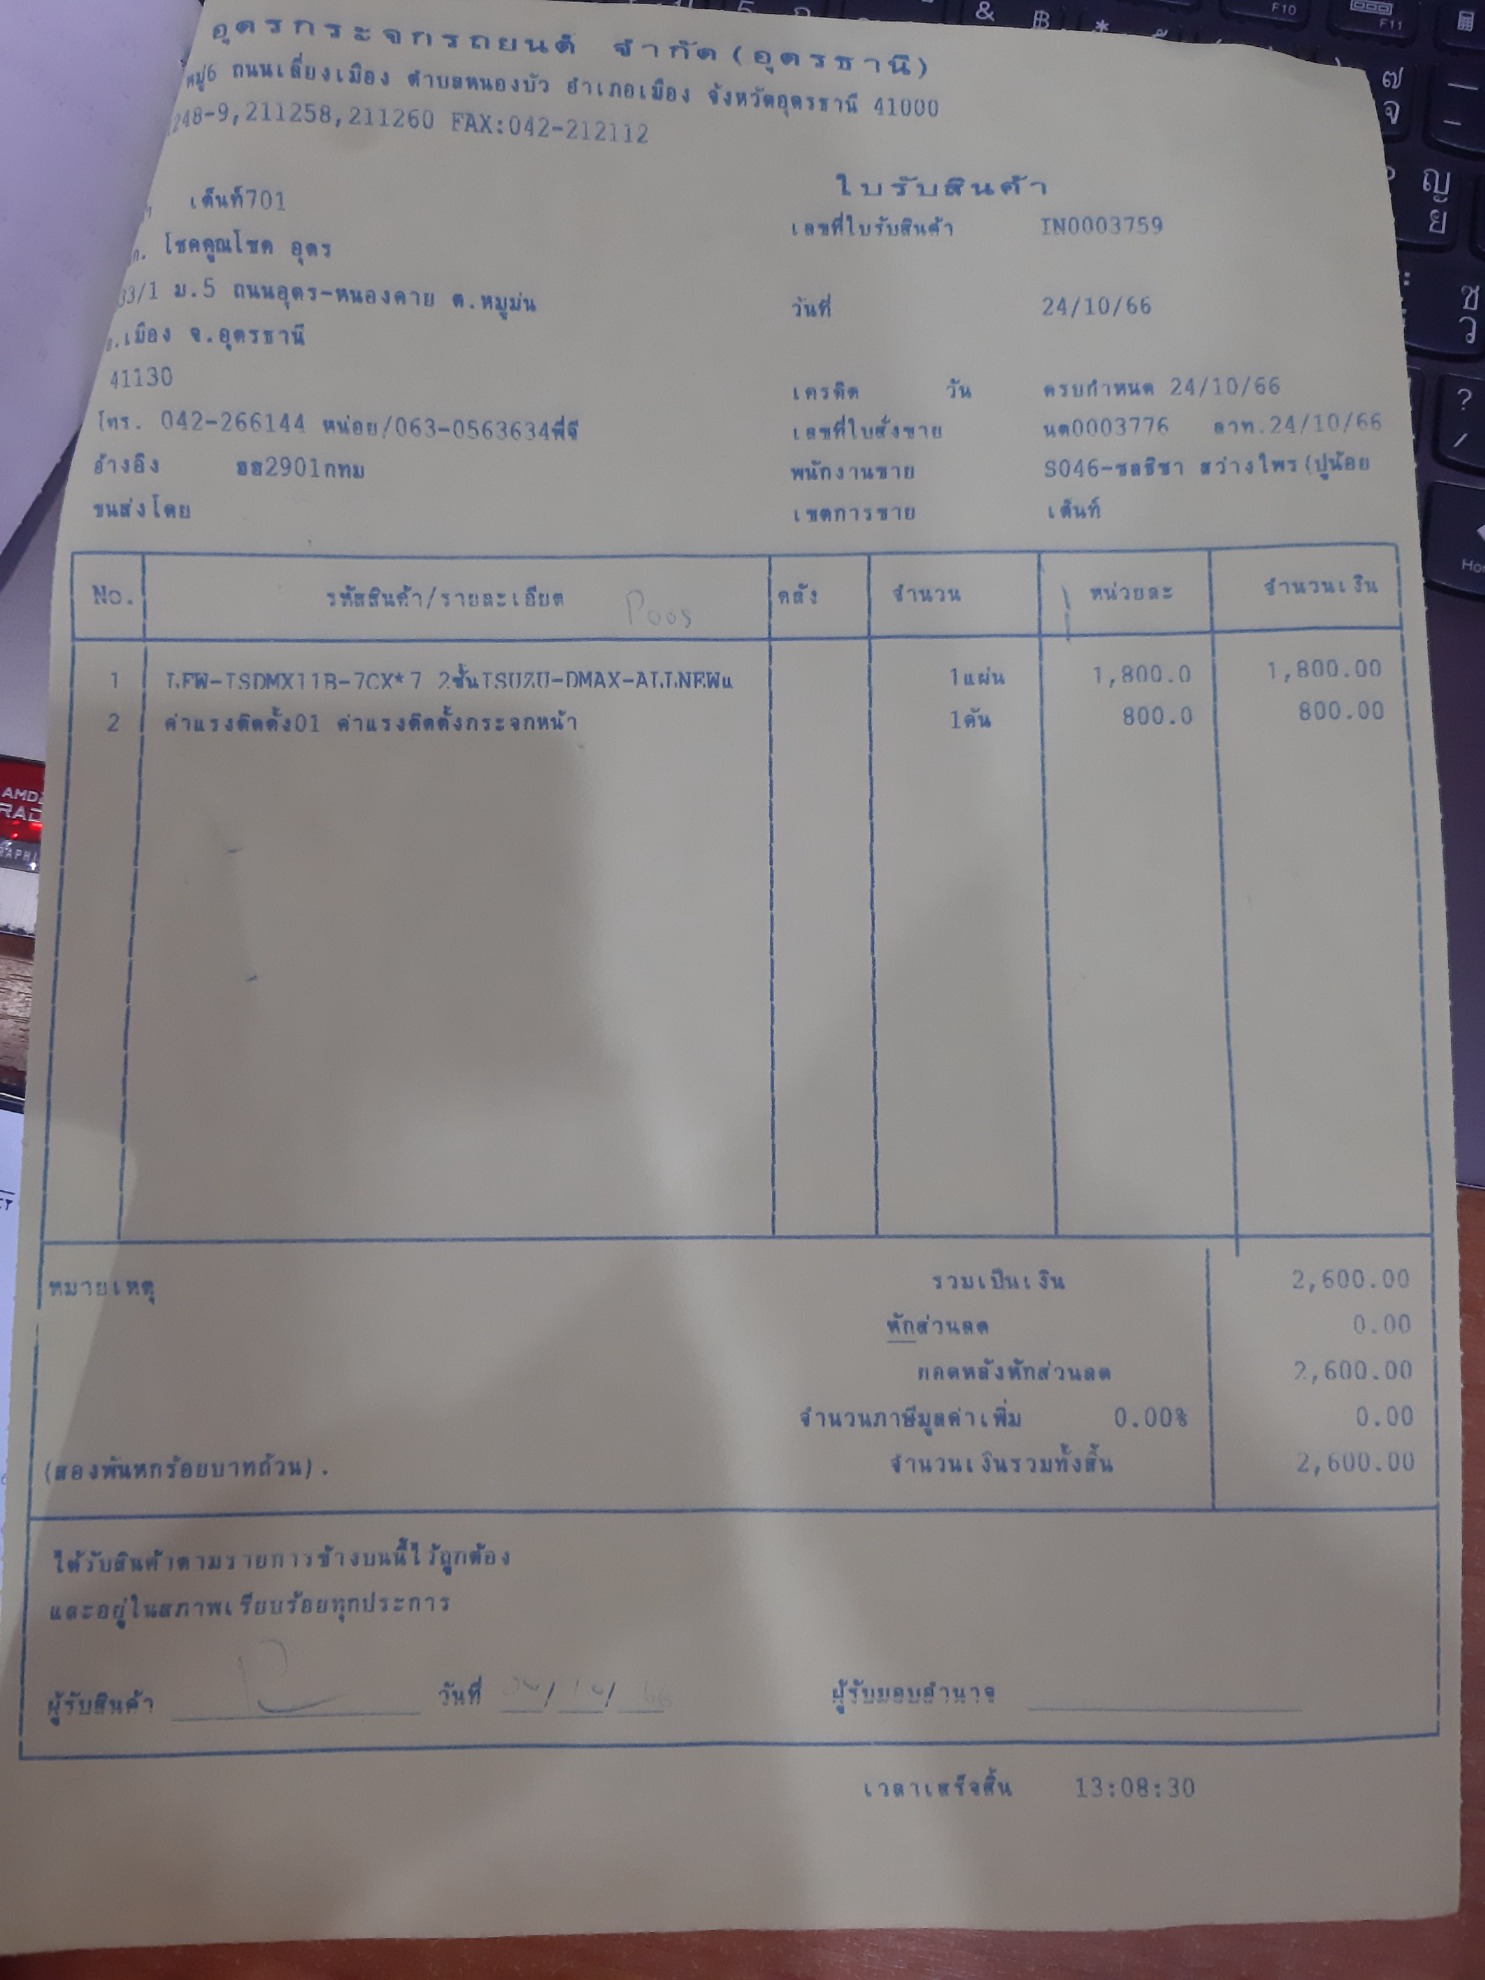 อุดรกระจกรถยนต์ จำกัด(อุดรธานี)
หมู่6 ถนนเลี่ยงเมือง ตำบลหนองบัว อำเภอเมือง จังหวัดอุดรธานี 41000
248-9,211258,211260 FAX:042-212112
ใบรับสินค้า
เต็นท์701
เลขที่ใบรับสินค้า IN0003759
โชคคูณโชค อุดร
33/1 ม.5 ถนนอุดร-หนองคาย ต.หมูม่น
วันที่ 24/10/66
อ.เมือง จ.อุดรธานี
41130
เครดิต วัน ครบกำหนด 24/10/66
โทร. 042-266144 หน่อย/063-0563634พี่จี
เลขที่ใบสั่งขาย นค0003776 ลาท.24/10/66
อ้างอิง ฮฮ2901กทม
พนักงานขาย S046-ชลธิชา สว่างไพร(ปูน้อย
ขนส่งโดย
เขตการขาย เต้นท์
No. รหัสสินค้า/รายละเอียด คลัง จำนวน หน่วยละ จำนวนเงิน
1 LFW-ISDMX11B-7CX*7 2ชั้นISUZU-DMAX-ALLNEWน 1แผ่น 1,800.0 1,800.00
2 ค่าแรงติดตั้ง01 ค่าแรงติดตั้งกระจกหน้า 1คัน 800.0 800.00
หมายเหตุ
รวมเป็นเงิน 2,600.00
หักส่วนลด 0.00
ยอดหลังหักส่วนลด 2,600.00
จำนวนภาษีมูลค่าเพิ่ม 0.00% 0.00
(สองพันหกร้อยบาทถ้วน).
จำนวนเงินรวมทั้งสิ้น 2,600.00
ได้รับสินค้าตามรายการข้างบนนี้ไว้ถูกต้อง
และอยู่ในสภาพเรียบร้อยทุกประการ
ผู้รับสินค้า วันที่ / / ผู้รับมอบอำนาจ
เวลาเสร็จสิ้น 13:08:30